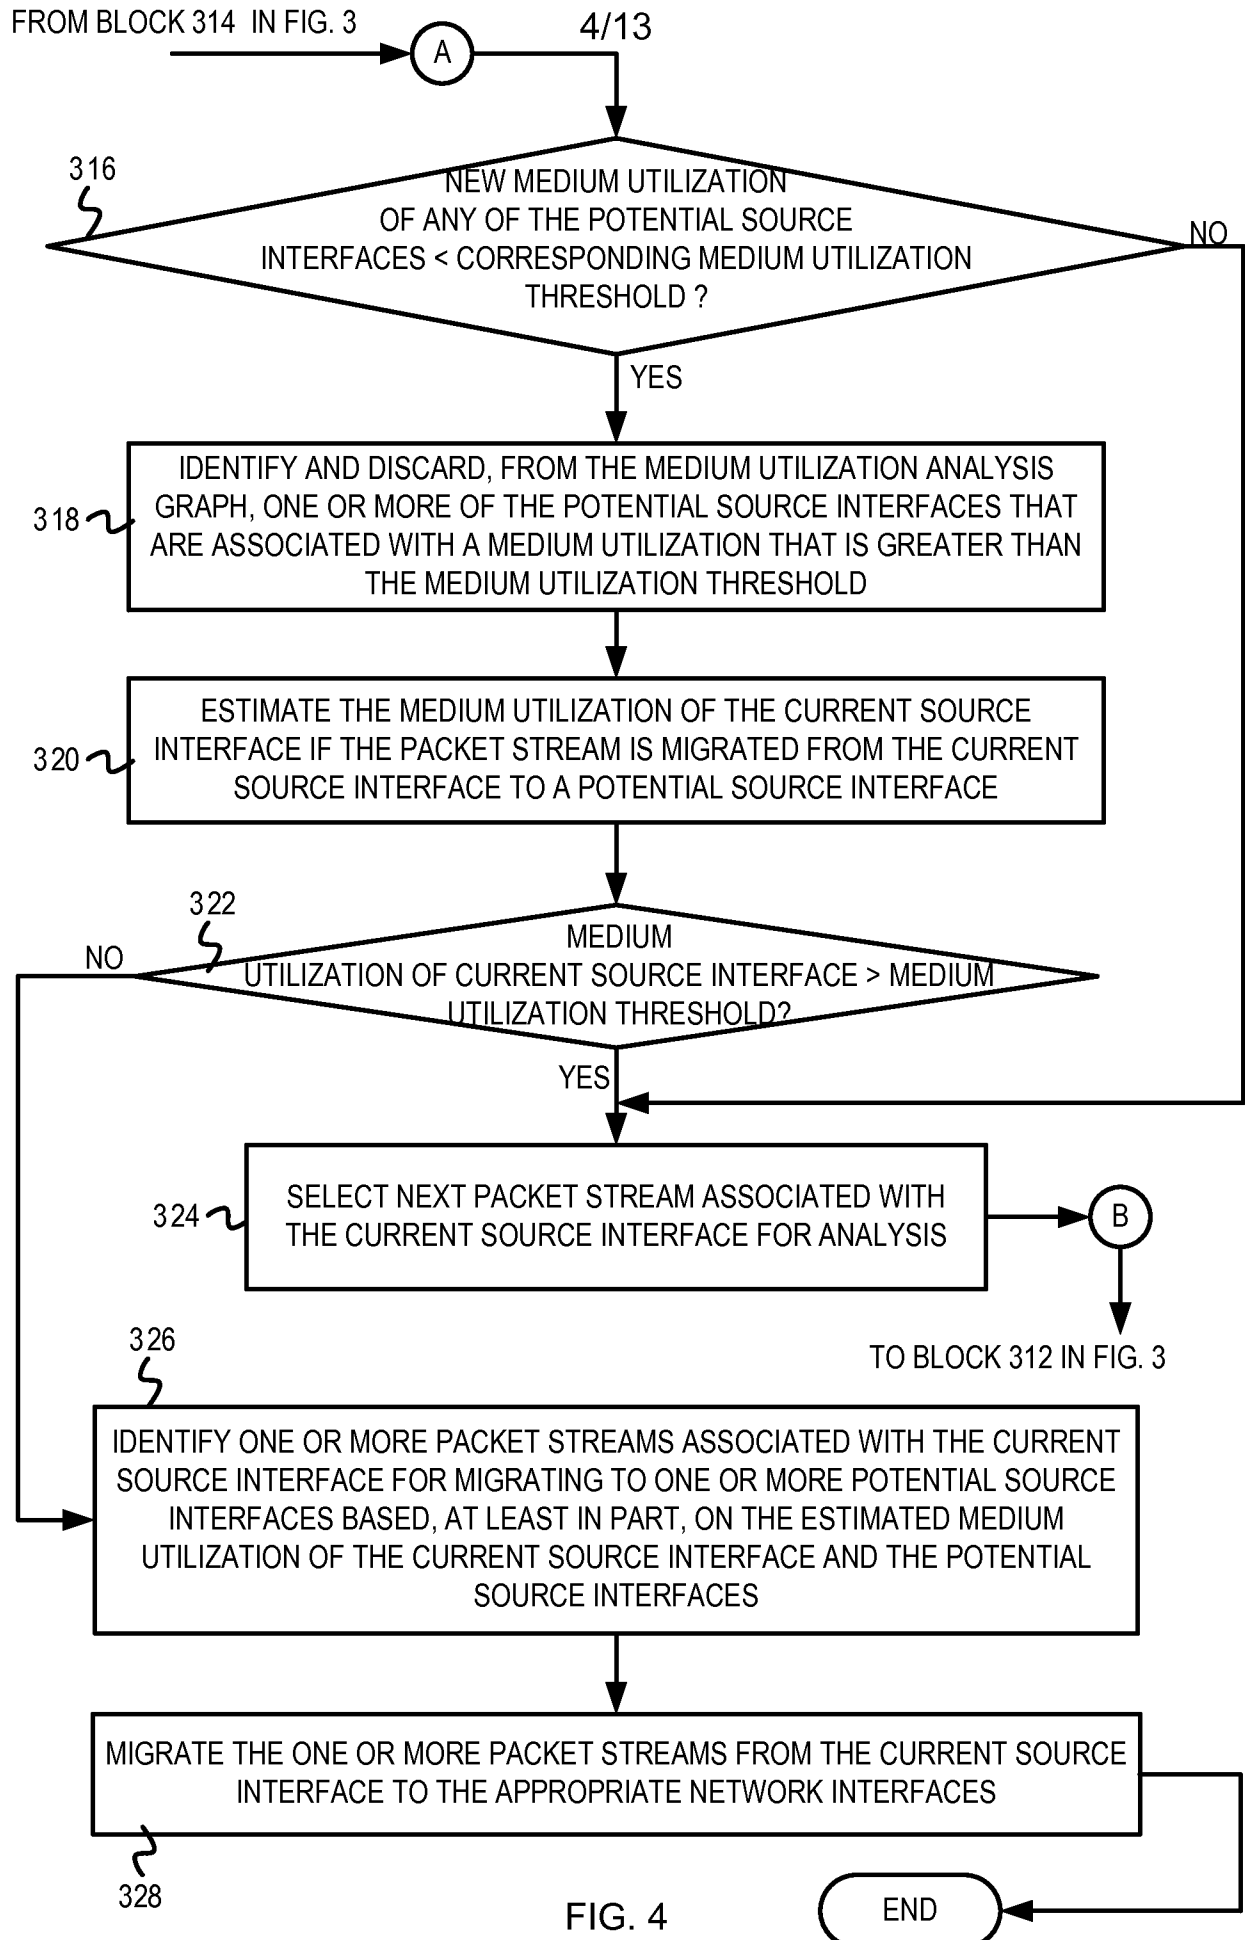 FROM BLOCK 314 IN FIG. 3
4/13
A
316
NEW MEDIUM UTILIZATION
OF ANY OF THE POTENTIAL SOURCE
INTERFACES < CORRESPONDING MEDIUM UTILIZATION
THRESHOLD ?
NO
YES
318
IDENTIFY AND DISCARD, FROM THE MEDIUM UTILIZATION ANALYSIS
GRAPH, ONE OR MORE OF THE POTENTIAL SOURCE INTERFACES THAT
ARE ASSOCIATED WITH A MEDIUM UTILIZATION THAT IS GREATER THAN
THE MEDIUM UTILIZATION THRESHOLD
320
ESTIMATE THE MEDIUM UTILIZATION OF THE CURRENT SOURCE
INTERFACE IF THE PACKET STREAM IS MIGRATED FROM THE CURRENT
SOURCE INTERFACE TO A POTENTIAL SOURCE INTERFACE
322
NO
MEDIUM
UTILIZATION OF CURRENT SOURCE INTERFACE > MEDIUM
UTILIZATION THRESHOLD?
YES
324
SELECT NEXT PACKET STREAM ASSOCIATED WITH
THE CURRENT SOURCE INTERFACE FOR ANALYSIS
B
TO BLOCK 312 IN FIG. 3
326
IDENTIFY ONE OR MORE PACKET STREAMS ASSOCIATED WITH THE CURRENT
SOURCE INTERFACE FOR MIGRATING TO ONE OR MORE POTENTIAL SOURCE
INTERFACES BASED, AT LEAST IN PART, ON THE ESTIMATED MEDIUM
UTILIZATION OF THE CURRENT SOURCE INTERFACE AND THE POTENTIAL
SOURCE INTERFACES
MIGRATE THE ONE OR MORE PACKET STREAMS FROM THE CURRENT SOURCE
INTERFACE TO THE APPROPRIATE NETWORK INTERFACES
328
FIG. 4
END